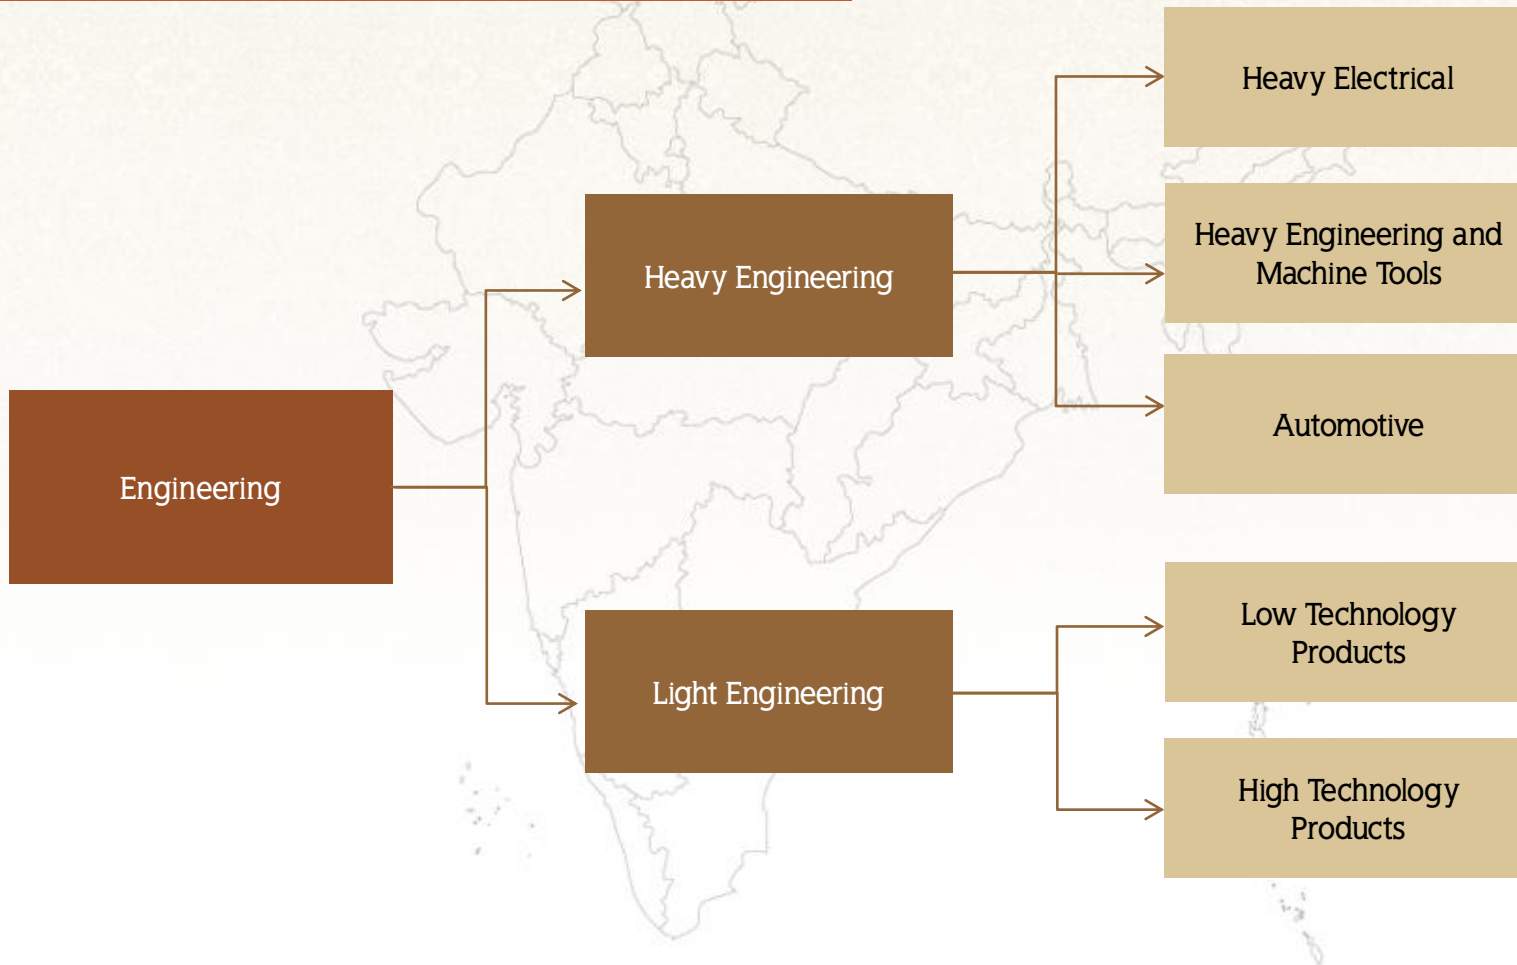 Engineering
Heavy Engineering
Heavy Electrical
Heavy Engineering and
Machine Tools
Automotive
Light Engineering
Low Technology
Products
High Technology
Products